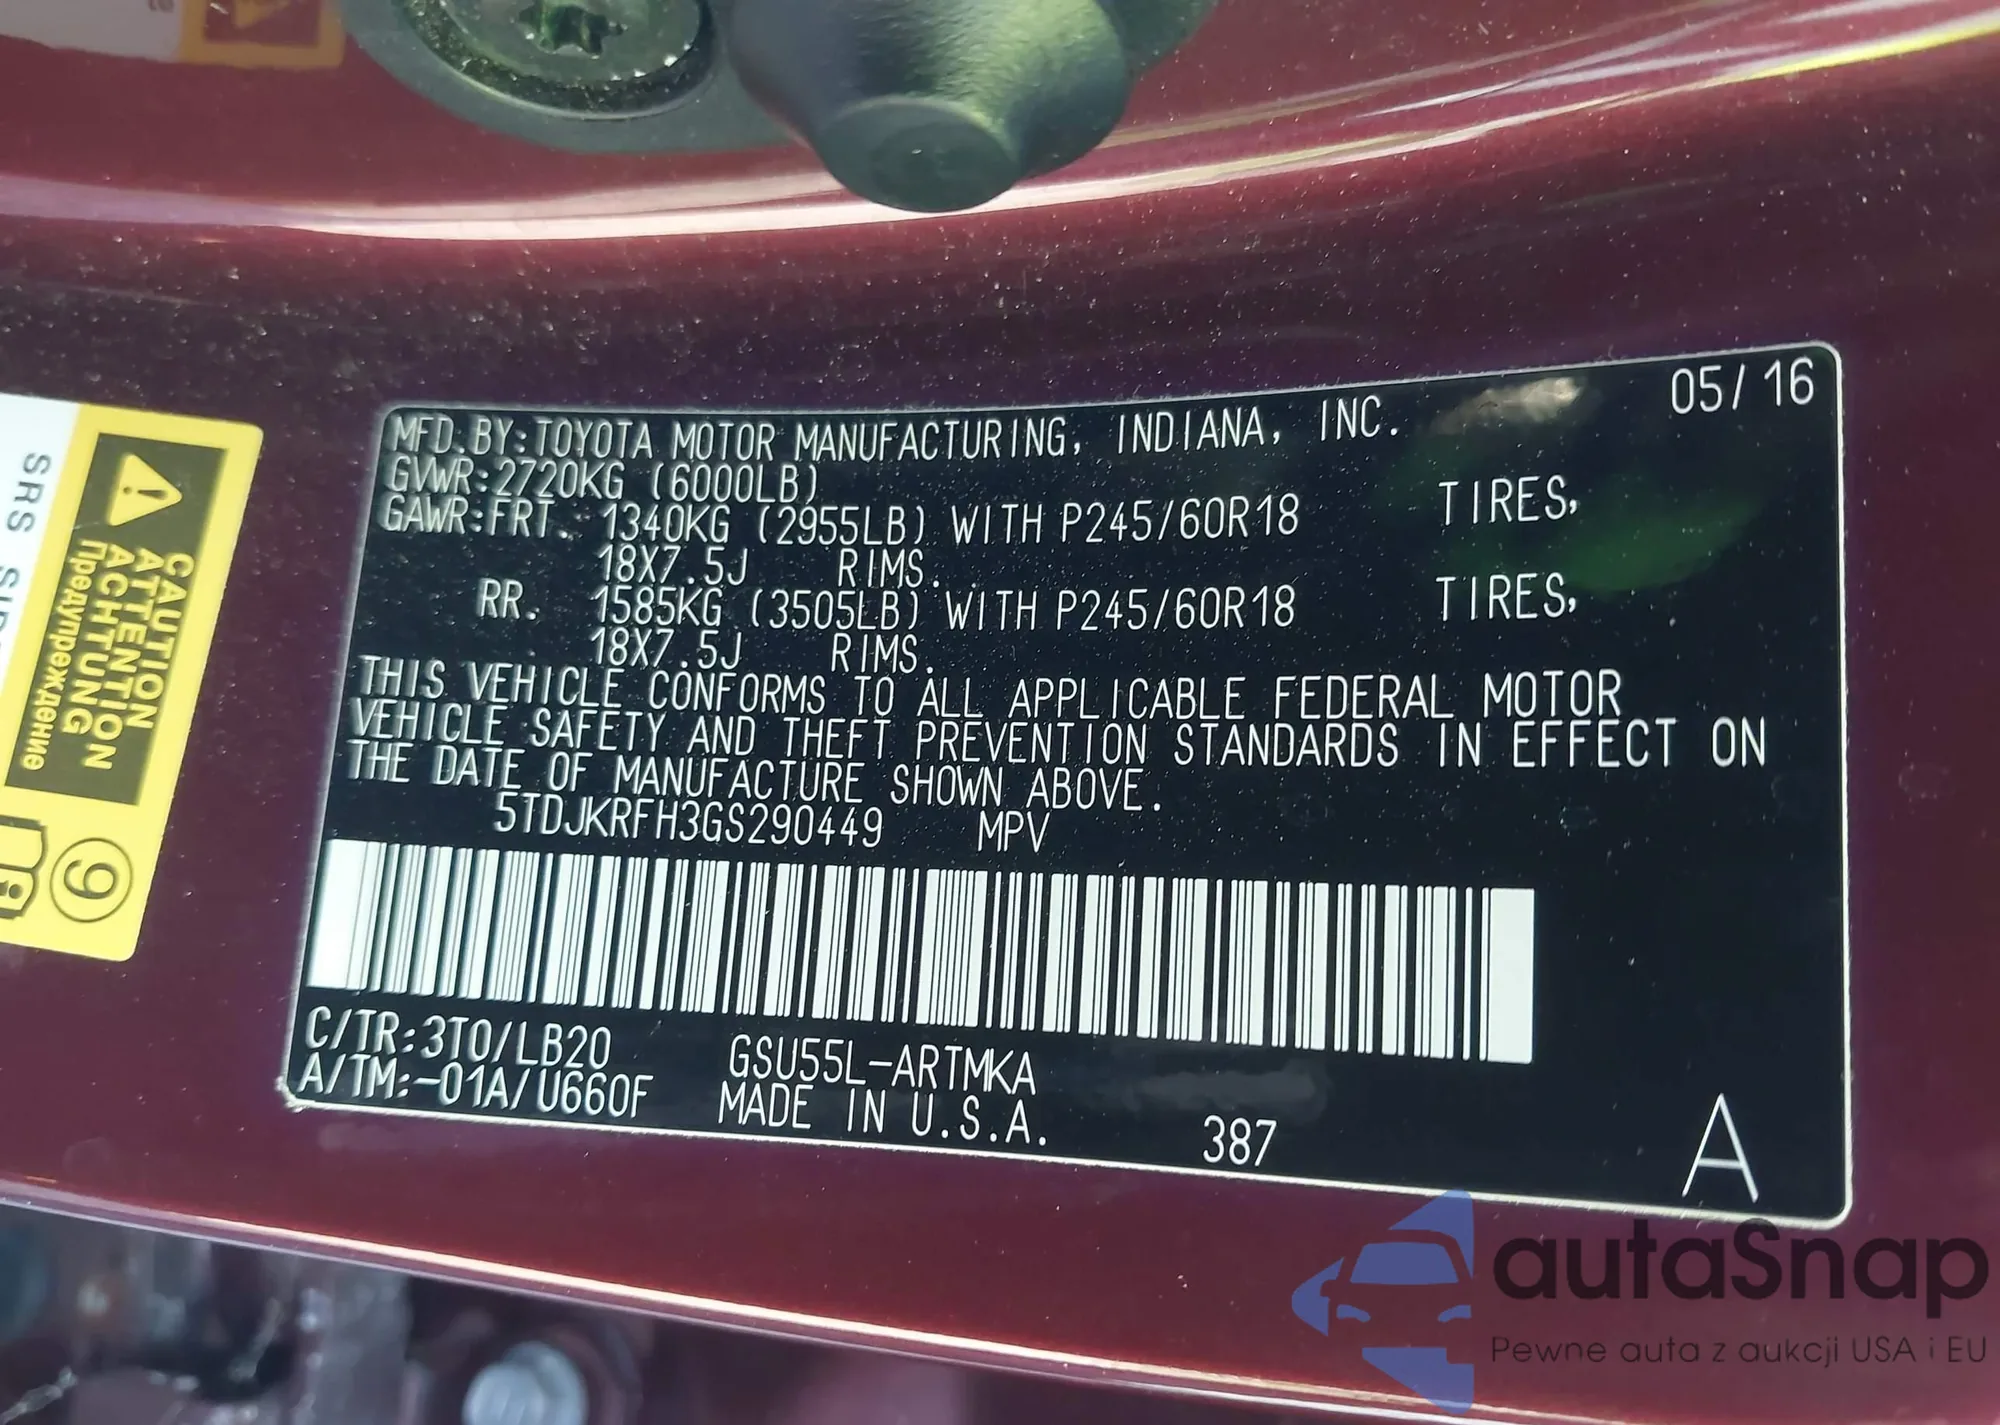 05/16
MFD.BY:TOYOTA MOTOR MANUFACTURING, INDIANA, INC.
GVWR:2720KG (6000LB)
GAWR:FRT. 1340KG (2955LB) WITH P245/60R18 TIRES,
18X7.5J RIMS.
RR. 1585KG (3505LB) WITH P245/60R18 TIRES,
18X7.5J RIMS.
THIS VEHICLE CONFORMS TO ALL APPLICABLE FEDERAL MOTOR
VEHICLE SAFETY AND THEFT PREVENTION STANDARDS IN EFFECT ON
THE DATE OF MANUFACTURE SHOWN ABOVE.
5TDJKRFH3GS290449 MPV
C/TR:3T0/LB20 GSU55L-ARTMKA
A/TM:-01A/U660F MADE IN U.S.A. 387
A
SRS
CAUTION
ATTENTION
ACHTUNG
Предупреждение
9
autaSnap
Pewne auta z aukcji USA i EU